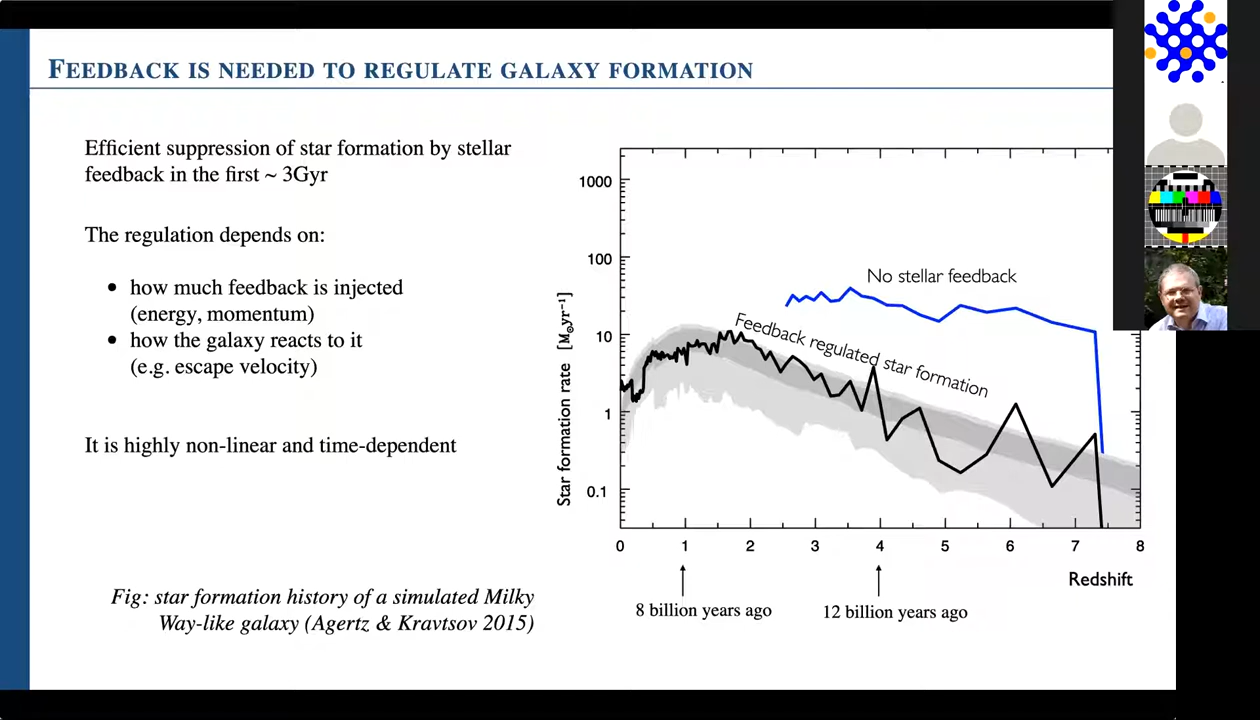 FEEDBACK IS NEEDED TO REGULATE GALAXY FORMATION
Efficient suppression of star formation by stellar
feedback in the first ~ 3Gyr
The regulation depends on:
• how much feedback is injected
(energy, momentum)
• how the galaxy reacts to it
(e.g. escape velocity)
It is highly non-linear and time-dependent
Fig: star formation history of a simulated Milky
Way-like galaxy (Agertz & Kravtsov 2015)
Star formation rate [M⊙yr⁻¹]
1000
100
10
1
0.1
No stellar feedback
Feedback regulated star formation
0 1 2 3 4 5 6 7 8
Redshift
8 billion years ago
12 billion years ago